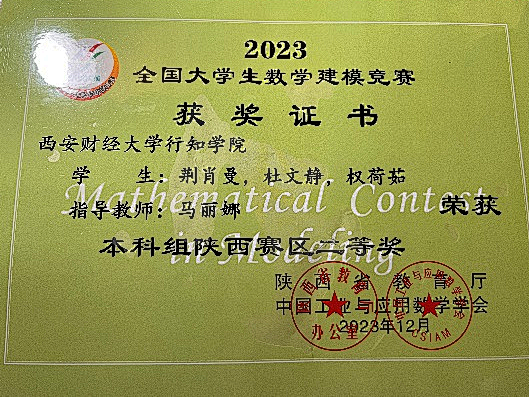 2023
全国大学生数学建模竞赛
获奖证书
西安财经大学行知学院
学 生：荆肖曼，杜文静，权荷茹
Mathematical Contest
指导教师：马丽娜
荣获
in Modeling
本科组陕西赛区二等奖
陕西省教育厅
中国工业与应用数学学会
2023年12月
办公室
CSIAM